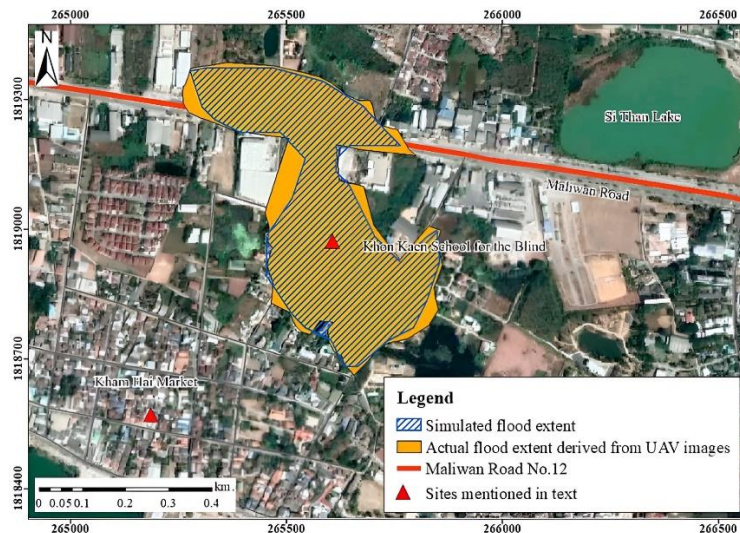 265000 265500 266000 266500
N
1819300
Si Than Lake
Maliwan Road
1819000
Khon Kaen School for the Blind
1818700
Kham Hai Market
Legend
Simulated flood extent
Actual flood extent derived from UAV images
Maliwan Road No.12
Sites mentioned in text
km.
0 0.05 0.1 0.2 0.3 0.4
1818400
265000 265500 266000 266500